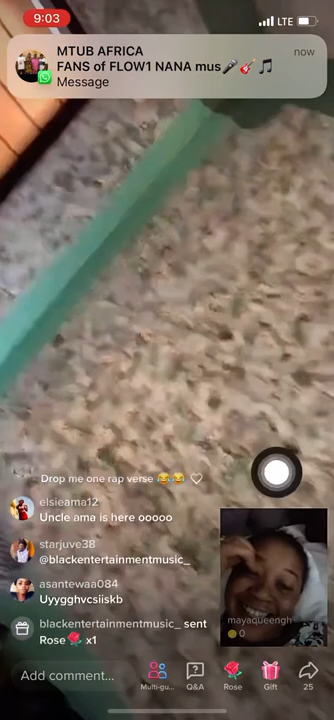 9:03
LTE
MTUB AFRICA
now
FANS of FLOW1 NANA mus🎤🎸🎵
Message
Drop me one rap verse 😂😂
elsieama12
Uncle ama is here ooooo
starjuve38
@blackentertainmentmusic_
asantewaa084
Uyyygghvcsiiskb
blackentertainmentmusic_ sent
Rose🌹 x1
mayaqueengh
0
Add comment...
Multi-gu...
Q&A
Rose
Gift
25